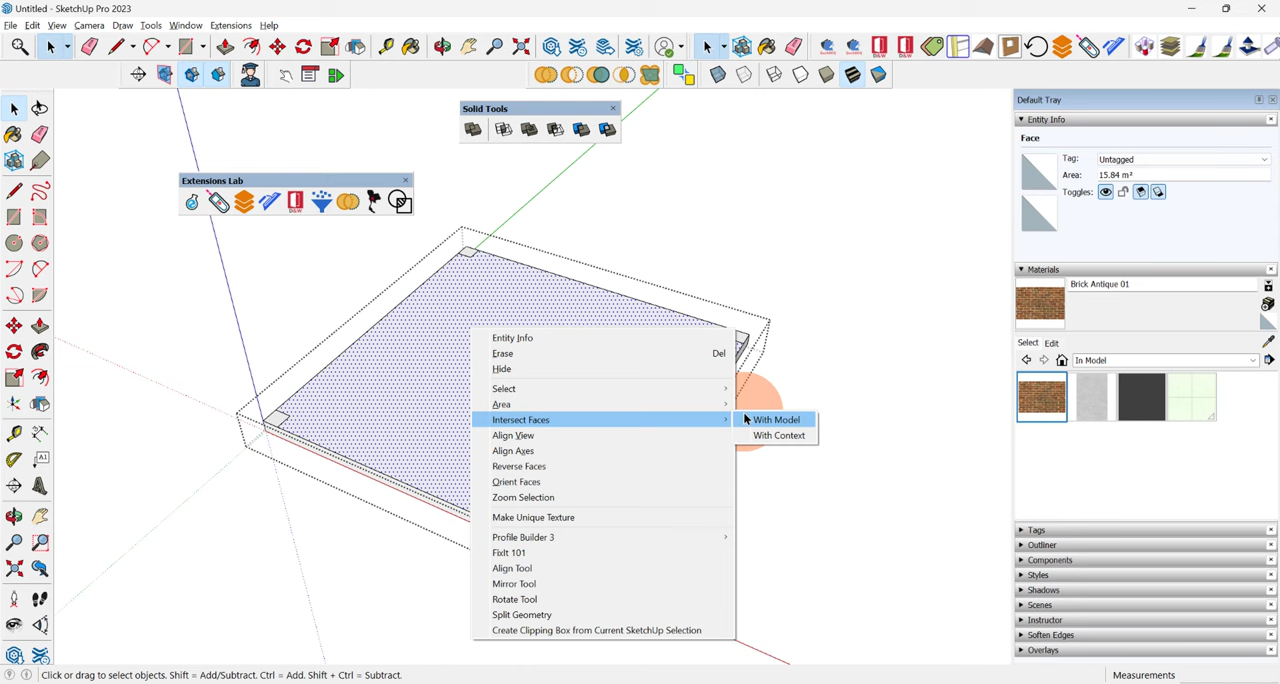 Untitled - SketchUp Pro 2023
File Edit View Camera Draw Tools Window Extensions Help
Solid Tools
Extensions Lab
Entity Info
Erase Del
Hide
Select
Area
Intersect Faces
With Model
With Context
Align View
Align Axes
Reverse Faces
Orient Faces
Zoom Selection
Make Unique Texture
Profile Builder 3
FixIt 101
Align Tool
Mirror Tool
Rotate Tool
Split Geometry
Create Clipping Box from Current SketchUp Selection
Default Tray
Entity Info
Face
Tag: Untagged
Area: 15.84 m²
Toggles:
Materials
Brick Antique 01
Select Edit
In Model
Tags
Outliner
Components
Styles
Shadows
Scenes
Instructor
Soften Edges
Overlays
Click or drag to select objects. Shift = Add/Subtract. Ctrl = Add. Shift + Ctrl = Subtract.
Measurements